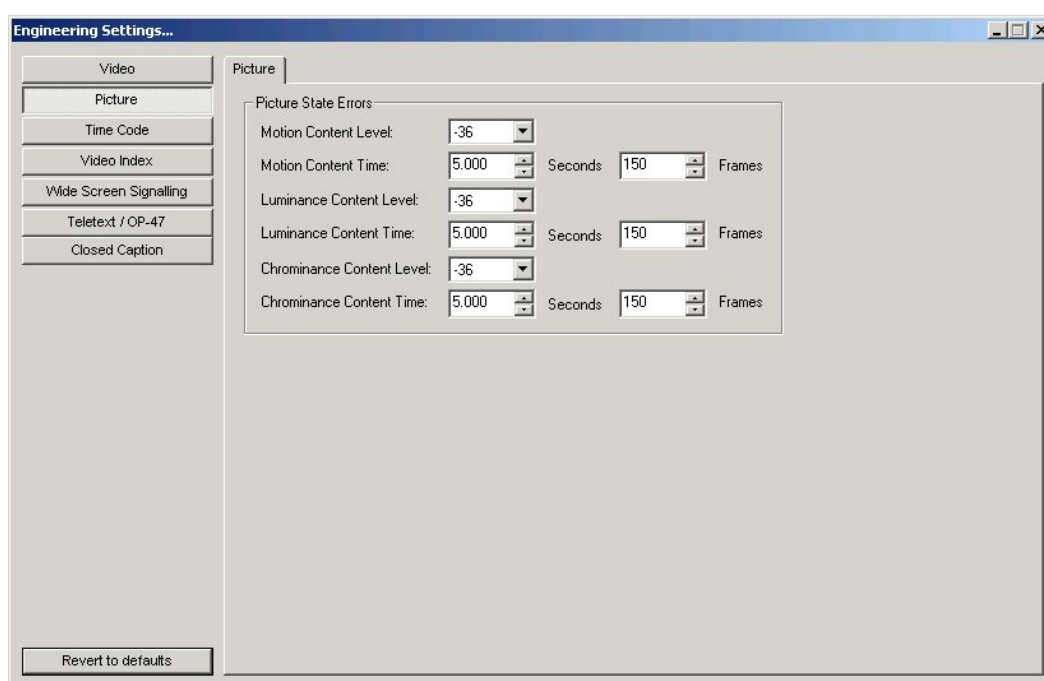 Engineering Settings...
Video
Picture
Time Code
Video Index
Wide Screen Signalling
Teletext / OP-47
Closed Caption
Revert to defaults
Picture
Picture State Errors
Motion Content Level: -36
Motion Content Time: 5.000 Seconds 150 Frames
Luminance Content Level: -36
Luminance Content Time: 5.000 Seconds 150 Frames
Chrominance Content Level: -36
Chrominance Content Time: 5.000 Seconds 150 Frames